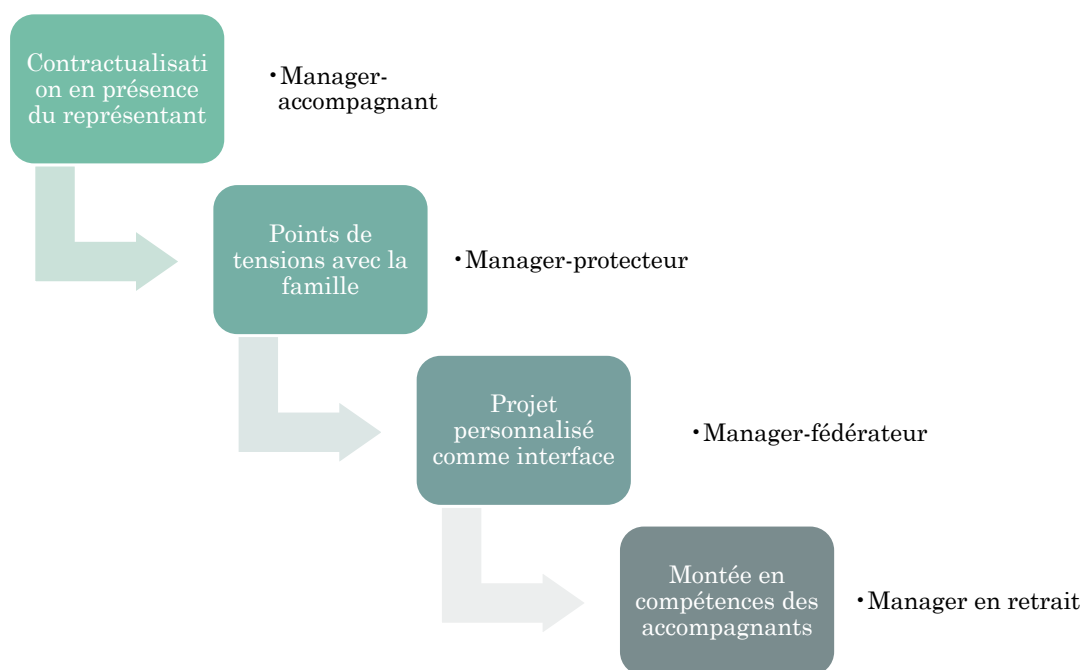 Contractualisati
on en présence
du représentant
•Manager-
accompagnant
Points de
tensions avec la
famille
•Manager-protecteur
Projet
personnalisé
comme interface
•Manager-fédérateur
Montée en
compétences des
accompagnants
•Manager en retrait